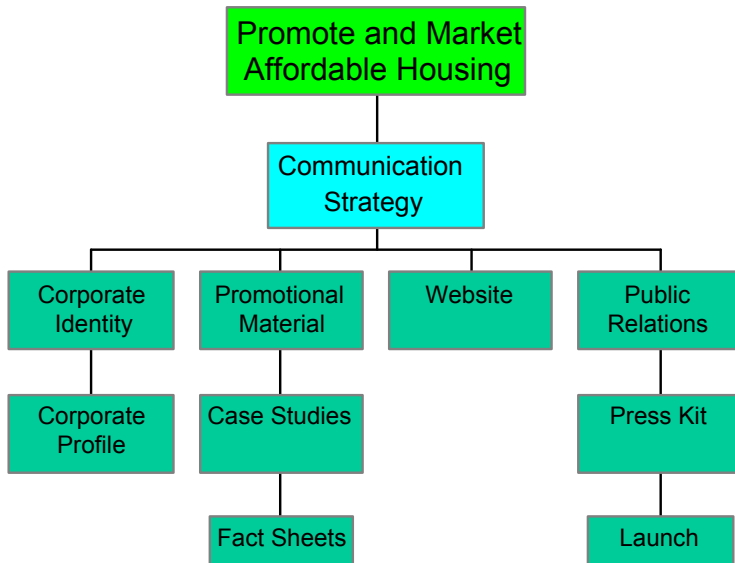 Promote and Market
Affordable Housing
Communication
Strategy
Corporate
Identity
Promotional
Material
Website
Public
Relations
Corporate
Profile
Case Studies
Press Kit
Fact Sheets
Launch